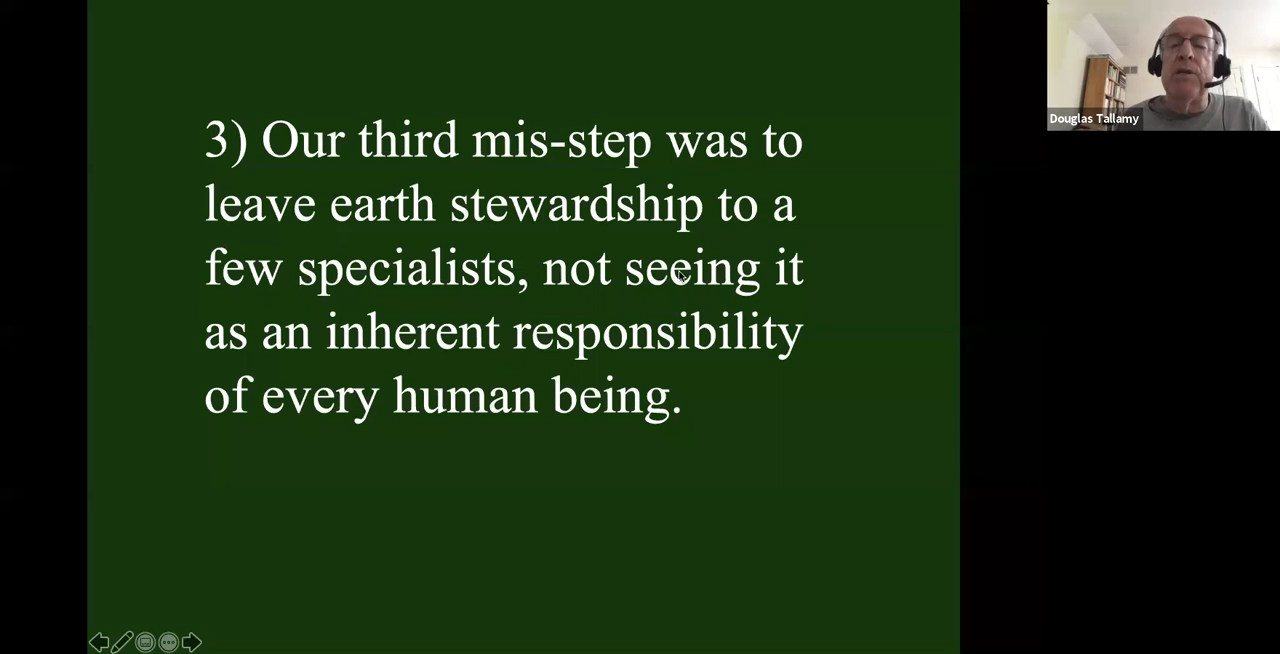 3) Our third mis-step was to
leave earth stewardship to a
few specialists, not seeing it
as an inherent responsibility
of every human being.
Douglas Tallamy